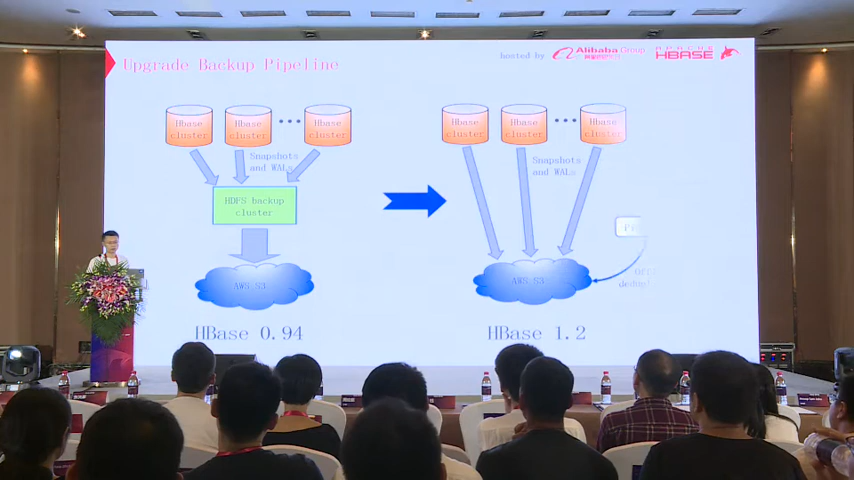 Upgrade Backup Pipeline
hosted by
Alibaba Group
APACHE
HBASE
Hbase
cluster
Hbase
cluster
Hbase
cluster
Snapshots
and WALs
HDFS backup
cluster
AWS S3
HBase 0.94
Hbase
cluster
Hbase
cluster
Hbase
cluster
Snapshots
and WALs
AWS S3
HBase 1.2